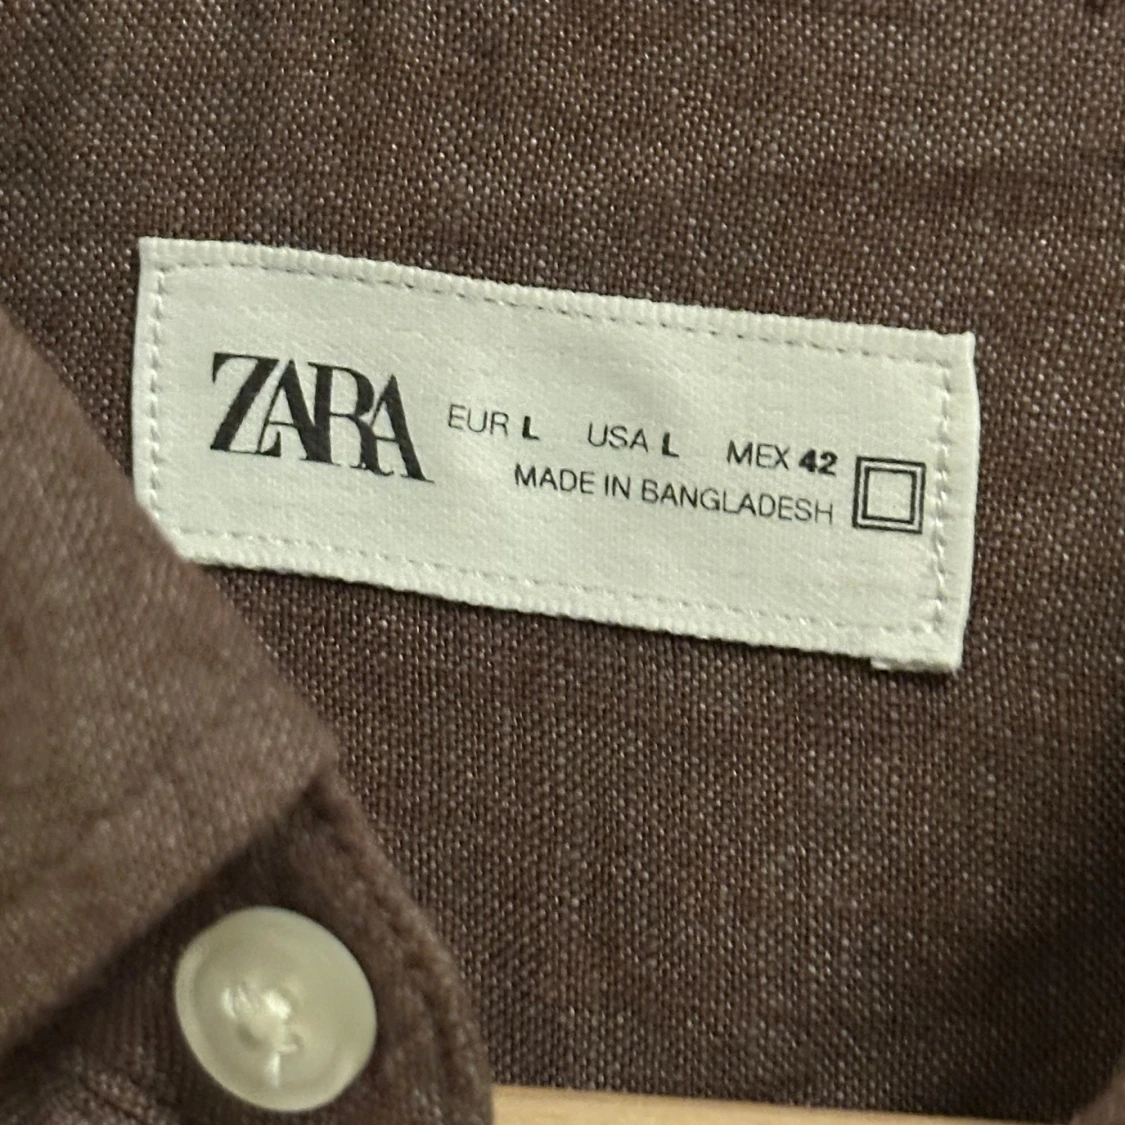 ZARA
EUR L USA L MEX 42
MADE IN BANGLADESH